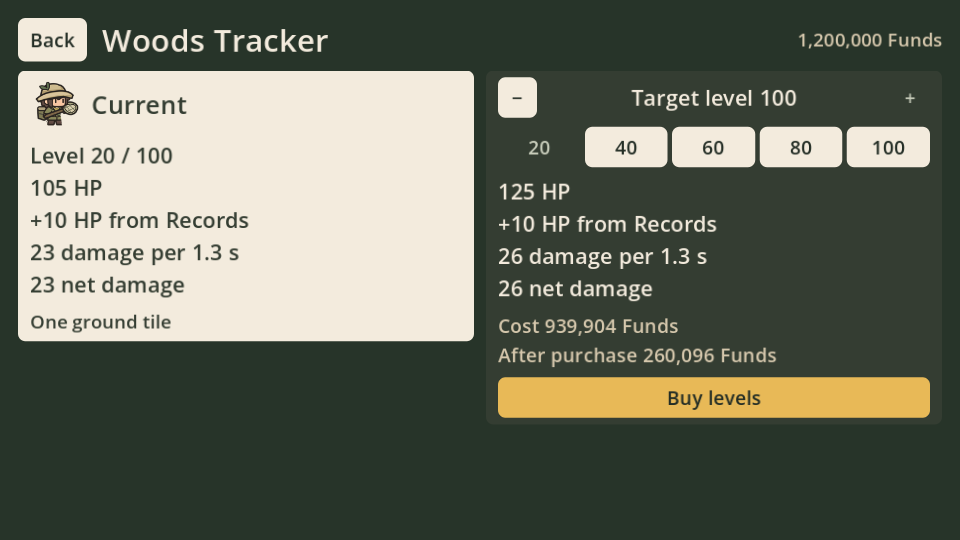 Back
Woods Tracker
1,200,000 Funds
Current
Level 20 / 100
105 HP
+10 HP from Records
23 damage per 1.3 s
23 net damage
One ground tile
−
Target level 100
+
20
40
60
80
100
125 HP
+10 HP from Records
26 damage per 1.3 s
26 net damage
Cost 939,904 Funds
After purchase 260,096 Funds
Buy levels